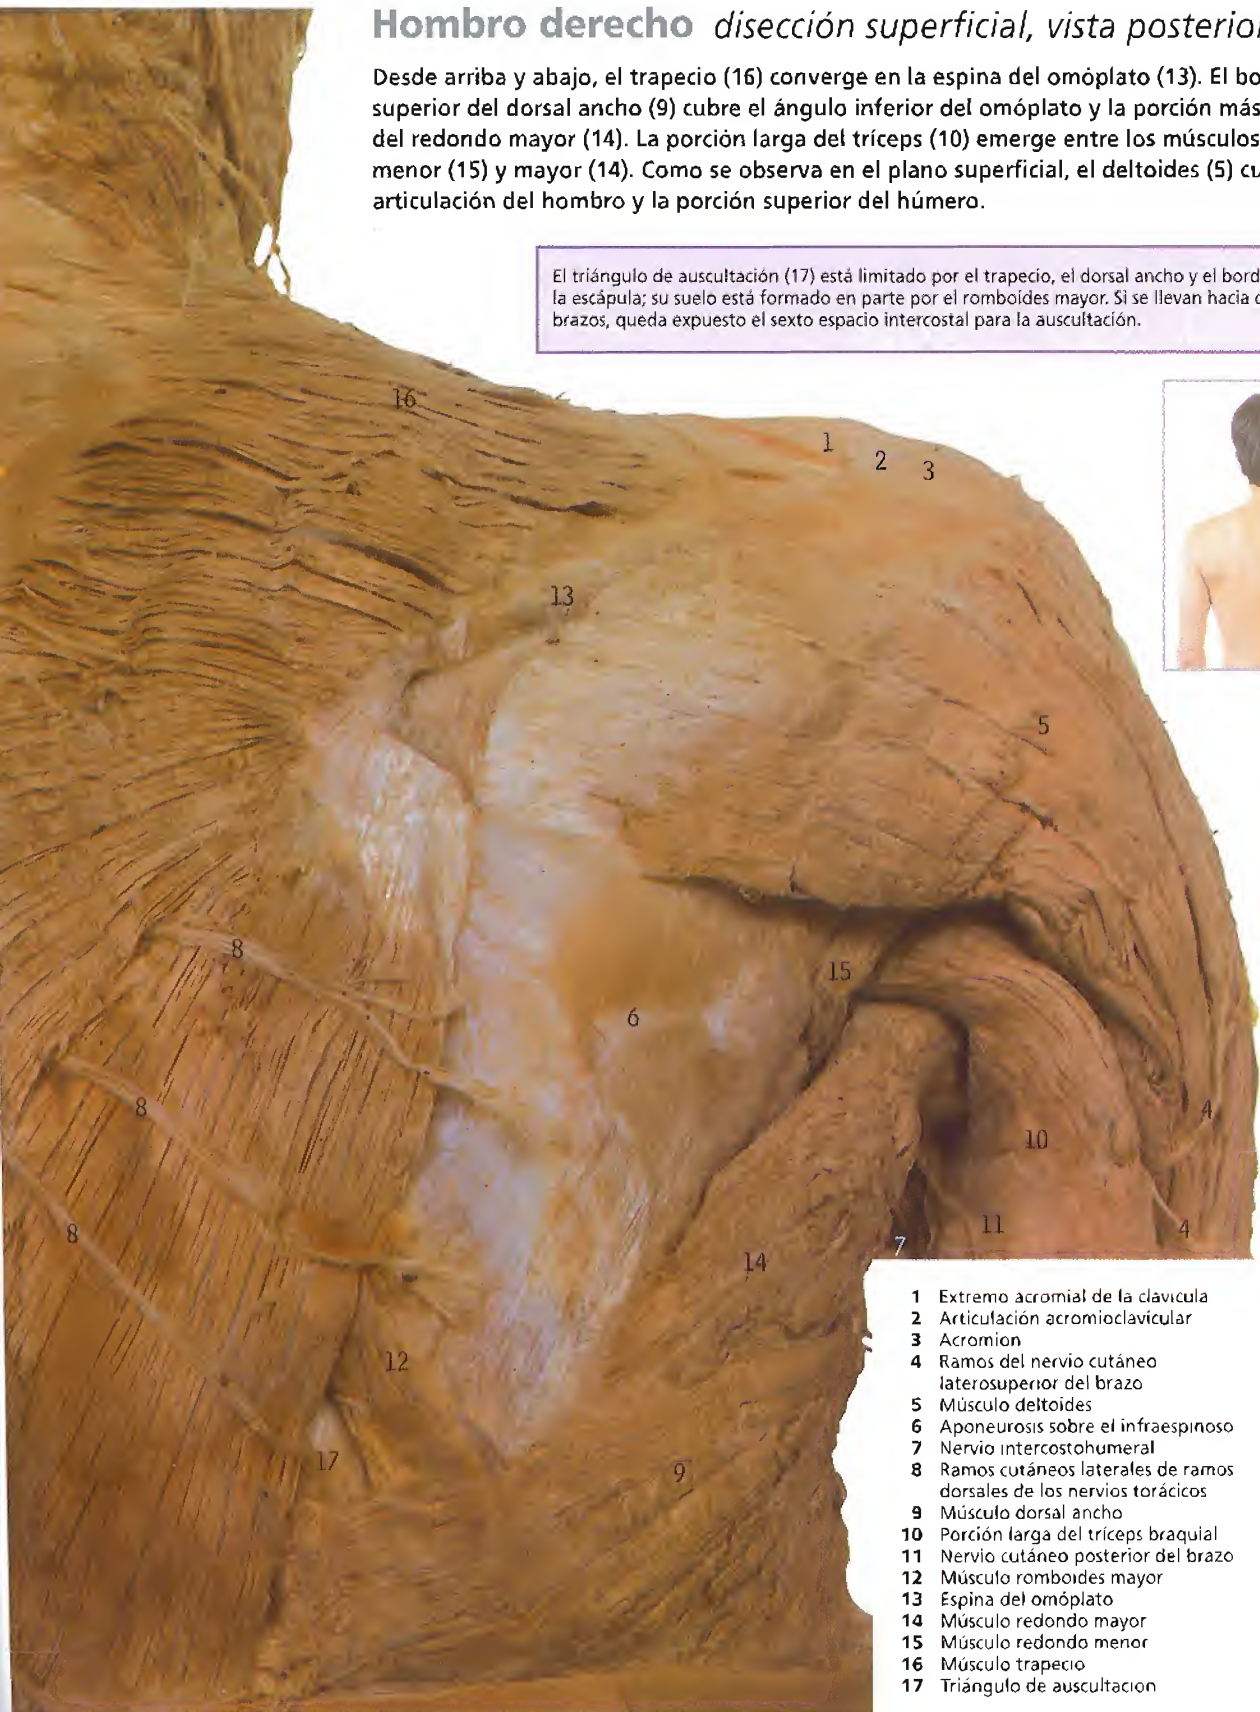 Hombro derecho disección superficial, vista posterior
Desde arriba y abajo, el trapecio (16) converge en la espina del omóplato (13). El bo
superior del dorsal ancho (9) cubre el ángulo inferior del omóplato y la porción más
del redondo mayor (14). La porción larga del tríceps (10) emerge entre los músculos
menor (15) y mayor (14). Como se observa en el plano superficial, el deltoides (5) cu
articulación del hombro y la porción superior del húmero.
El triángulo de auscultación (17) está limitado por el trapecio, el dorsal ancho y el bord
la escápula; su suelo está formado en parte por el romboides mayor. Si se llevan hacia
brazos, queda expuesto el sexto espacio intercostal para la auscultación.
16
1
2
3
13
5
8
15
6
8
4
10
8
11
4
7
14
12
17
9
1 Extremo acromial de la clavícula
2 Articulación acromioclavicular
3 Acromion
4 Ramos del nervio cutáneo
laterosuperior del brazo
5 Músculo deltoides
6 Aponeurosis sobre el infraespinoso
7 Nervio intercostohumeral
8 Ramos cutáneos laterales de ramos
dorsales de los nervios torácicos
9 Músculo dorsal ancho
10 Porción larga del tríceps braquial
11 Nervio cutáneo posterior del brazo
12 Músculo romboides mayor
13 Espina del omóplato
14 Músculo redondo mayor
15 Músculo redondo menor
16 Músculo trapecio
17 Triángulo de auscultacion